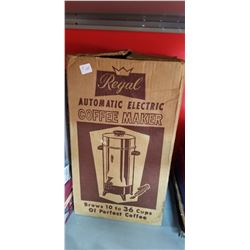 Regal
AUTOMATIC ELECTRIC
COFFEE MAKER
Brews 10 to 36 Cups
Of Perfect Coffee